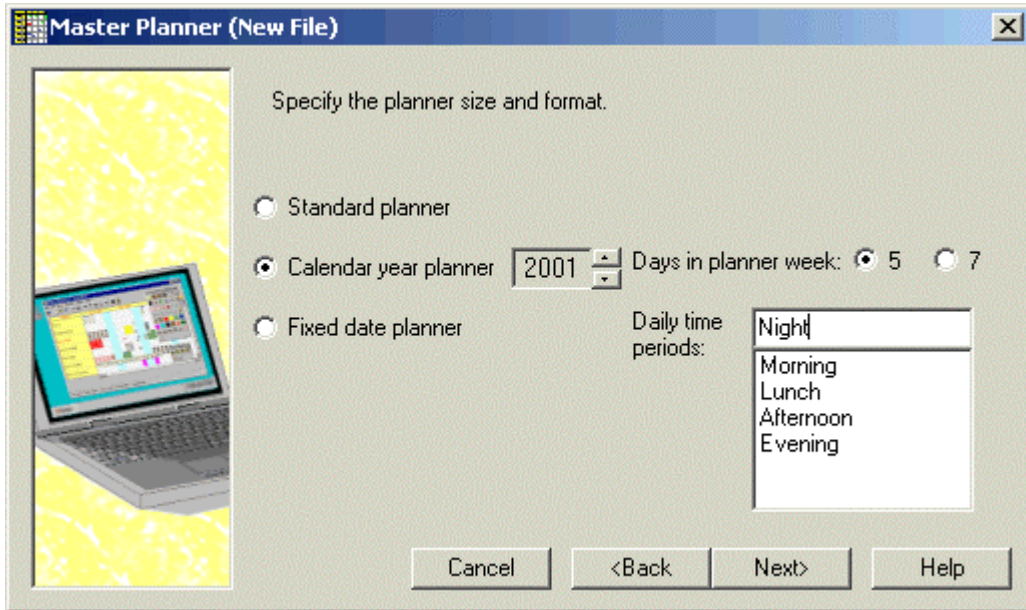 Master Planner (New File)
Specify the planner size and format.
Standard planner
Calendar year planner 2001 Days in planner week: 5 7
Fixed date planner
Daily time periods:
Night
Morning
Lunch
Afternoon
Evening
Cancel <Back Next> Help